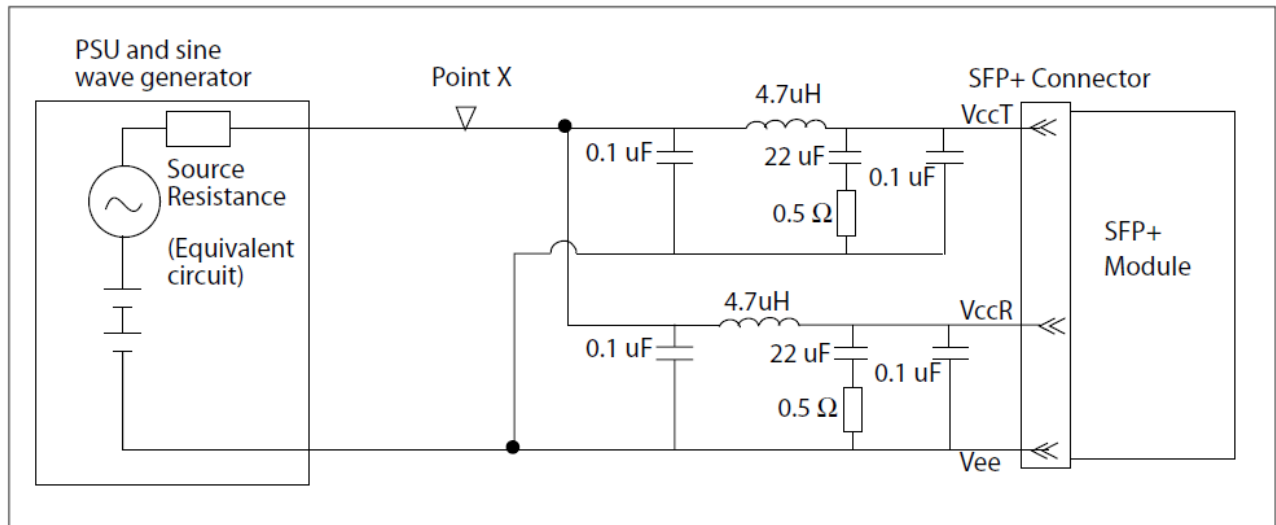 PSU and sine
wave generator
Point X
SFP+ Connector
4.7uH
VccT
0.1 uF
22 uF
0.1 uF
Source
Resistance
0.5 Ω
(Equivalent
circuit)
SFP+
Module
4.7uH
VccR
0.1 uF
22 uF
0.1 uF
0.5 Ω
Vee